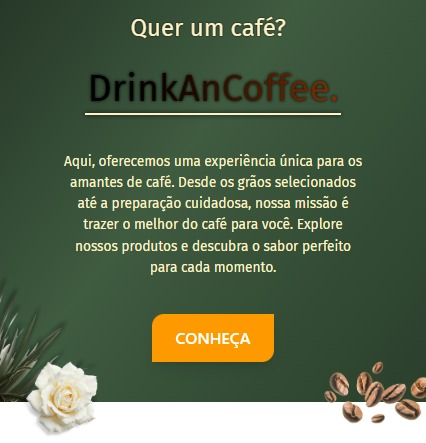 Quer um café?
DrinkAnCoffee.
Aqui, oferecemos uma experiência única para os
amantes de café. Desde os grãos selecionados
até a preparação cuidadosa, nossa missão é
trazer o melhor do café para você. Explore
nossos produtos e descubra o sabor perfeito
para cada momento.
CONHEÇA